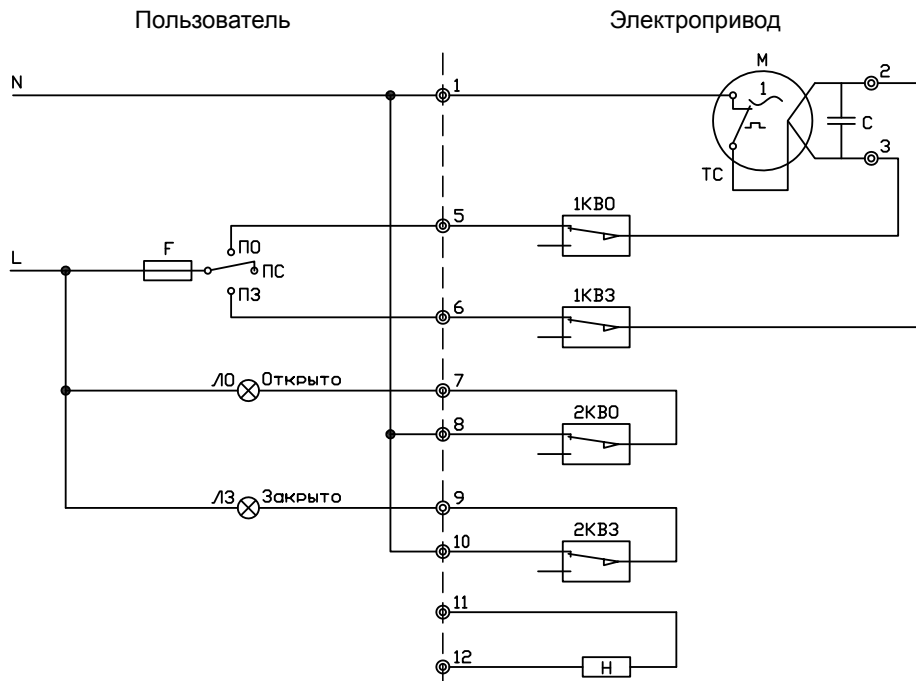 Пользователь
Электропривод
N
1
М
1
2
С
3
ТС
5
1КВО
L
F
ПО
ПС
ПЗ
6
1КВЗ
ЛО
Открыто
7
8
2КВО
ЛЗ
Закрыто
9
10
2КВЗ
11
12
Н